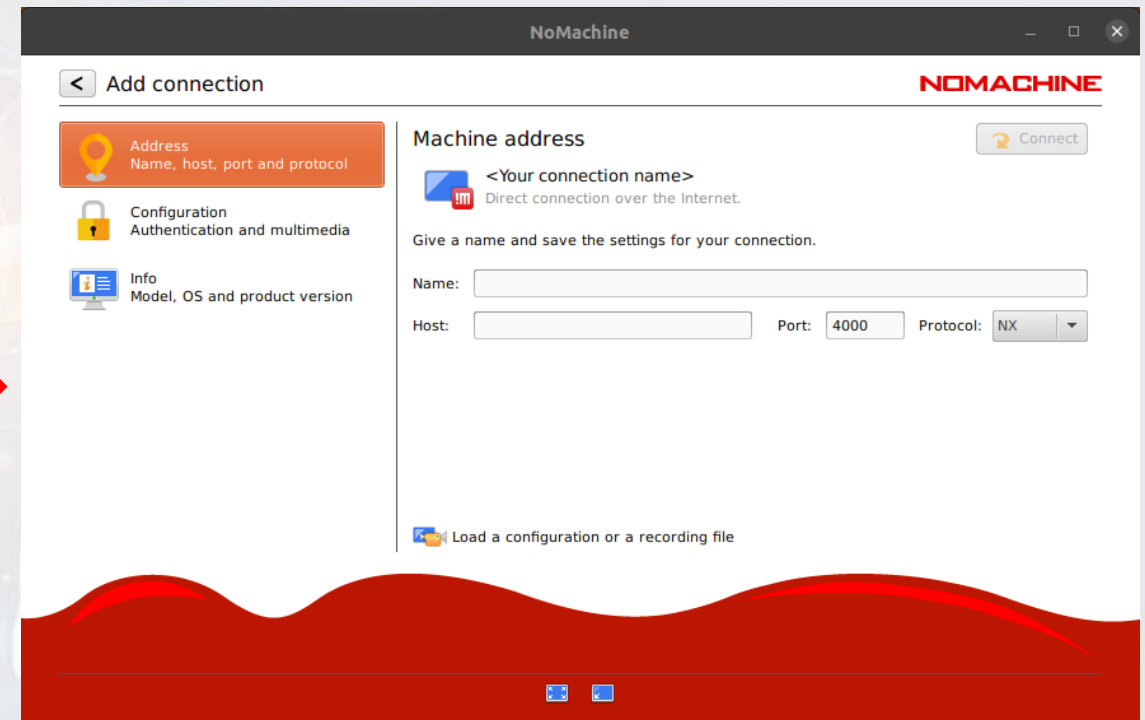 NoMachine
< Add connection
NOMACHINE
Address
Name, host, port and protocol
Configuration
Authentication and multimedia
Info
Model, OS and product version
Machine address
Connect
<Your connection name>
!m
Direct connection over the Internet.
Give a name and save the settings for your connection.
Name:
Host: Port: 4000 Protocol: NX
Load a configuration or a recording file